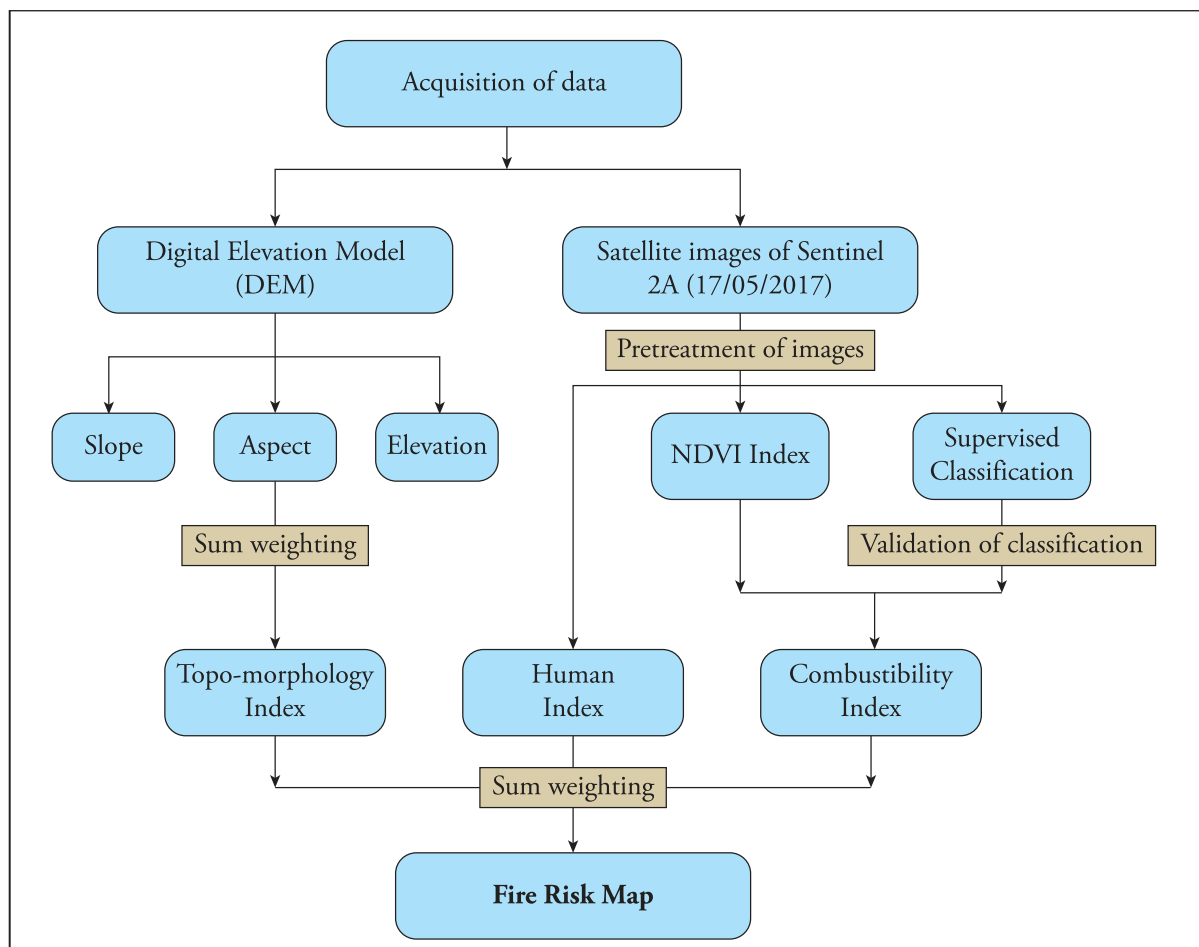 Acquisition of data
Digital Elevation Model
(DEM)
Satellite images of Sentinel
2A (17/05/2017)
Pretreatment of images
Slope
Aspect
Elevation
NDVI Index
Supervised
Classification
Sum weighting
Validation of classification
Topo-morphology
Index
Human
Index
Combustibility
Index
Sum weighting
Fire Risk Map